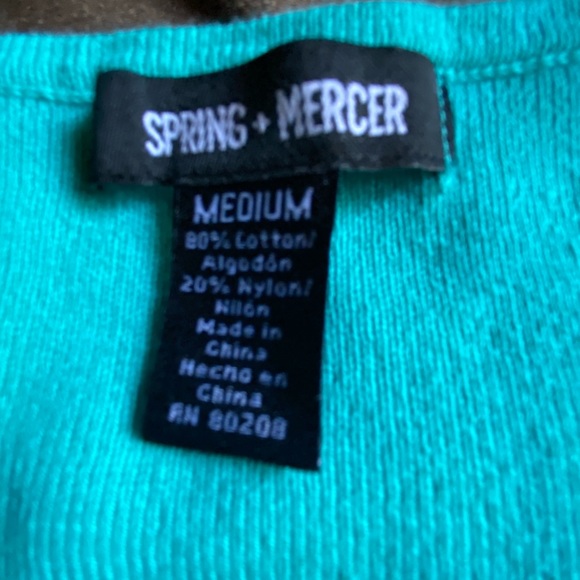 SPRING + MERCER
MEDIUM
80% Cotton/
Algodón
20% Nylon/
Nilón
Made in
China
Hecho en
China
RN 80208